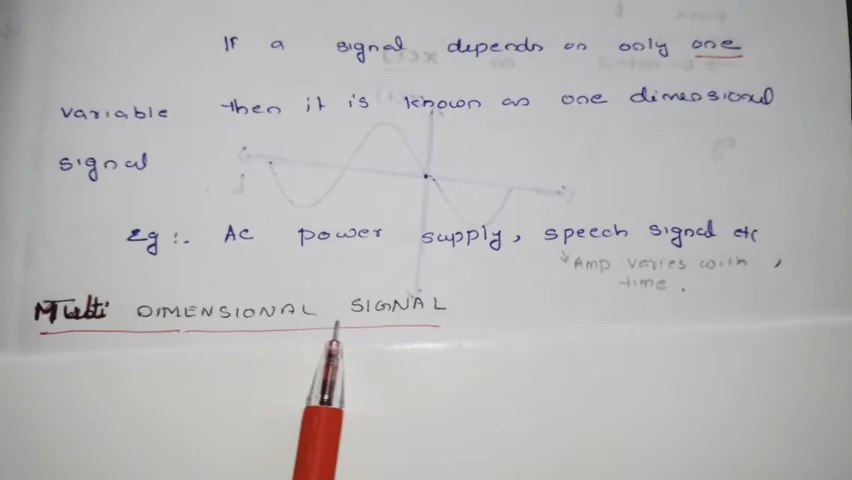 If a signal depends on only one
variable then it is known as one dimensional
signal
Eg :. AC power supply, speech signal etc
Amp varies with ,
time .
Multi DIMENSIONAL SIGNAL